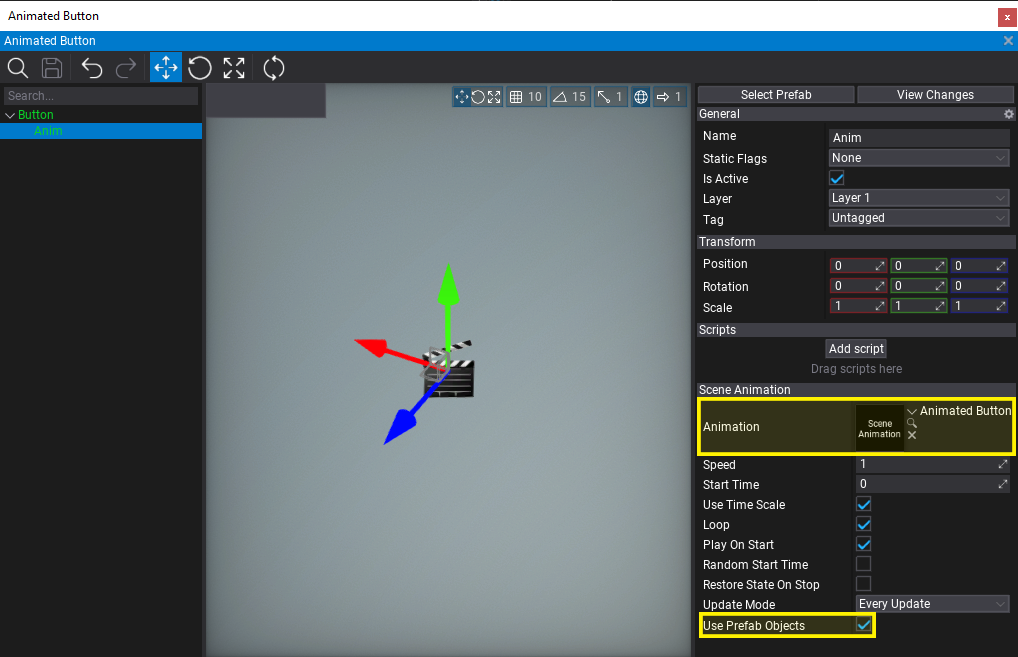 Animated Button
x
Animated Button
10
15
1
1
Search...
Button
Anim
Select Prefab
View Changes
General
Name
Anim
Static Flags
None
Is Active
Layer
Layer 1
Tag
Untagged
Transform
Position
0
0
0
Rotation
0
0
0
Scale
1
1
1
Scripts
Add script
Drag scripts here
Scene Animation
Animation
Scene
Animation
Animated Button
Speed
1
Start Time
0
Use Time Scale
Loop
Play On Start
Random Start Time
Restore State On Stop
Update Mode
Every Update
Use Prefab Objects